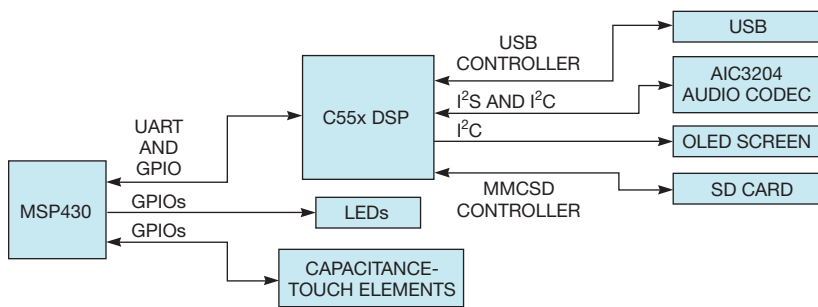 USB
CONTROLLER
USB
AIC3204
AUDIO CODEC
C55x DSP
I²S AND I²C
I²C
OLED SCREEN
UART
AND
GPIO
MMCSD
CONTROLLER
SD CARD
MSP430
GPIOs
LEDs
GPIOs
CAPACITANCE-
TOUCH ELEMENTS